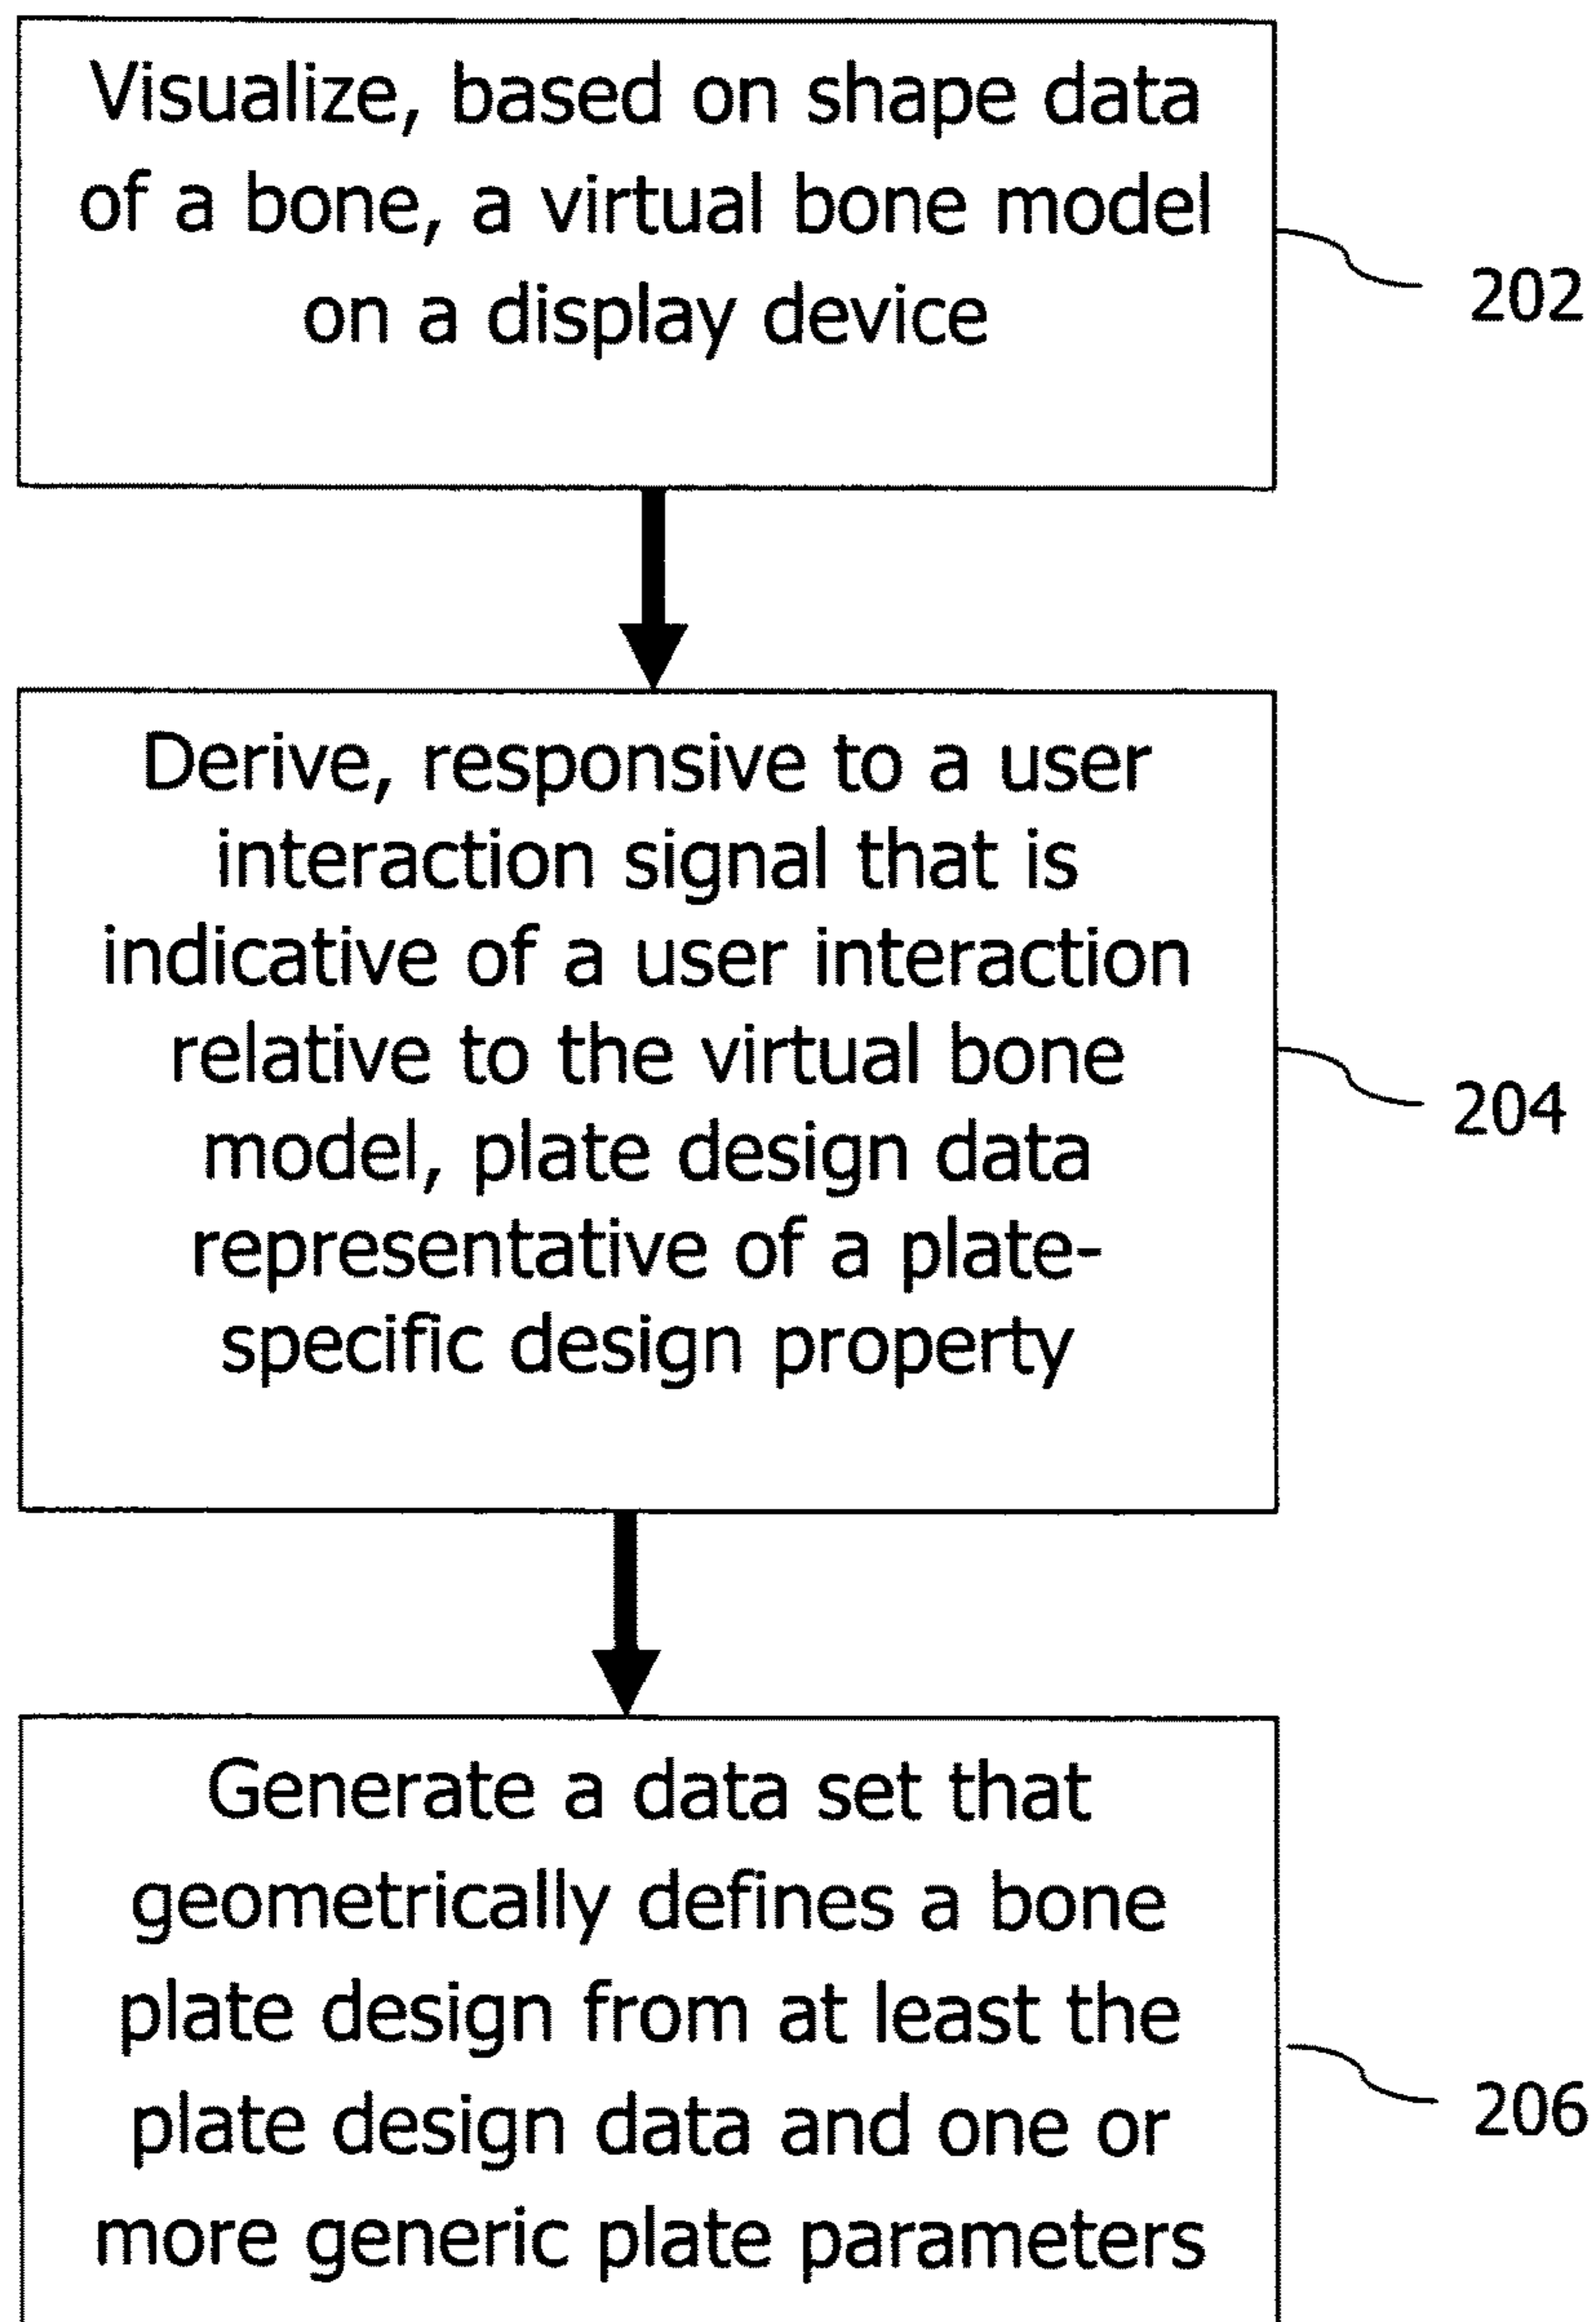 Visualize, based on shape data
of a bone, a virtual bone model
on a display device
202
Derive, responsive to a user
interaction signal that is
indicative of a user interaction
relative to the virtual bone
model, plate design data
representative of a plate-
specific design property
204
Generate a data set that
geometrically defines a bone
plate design from at least the
plate design data and one or
more generic plate parameters
206